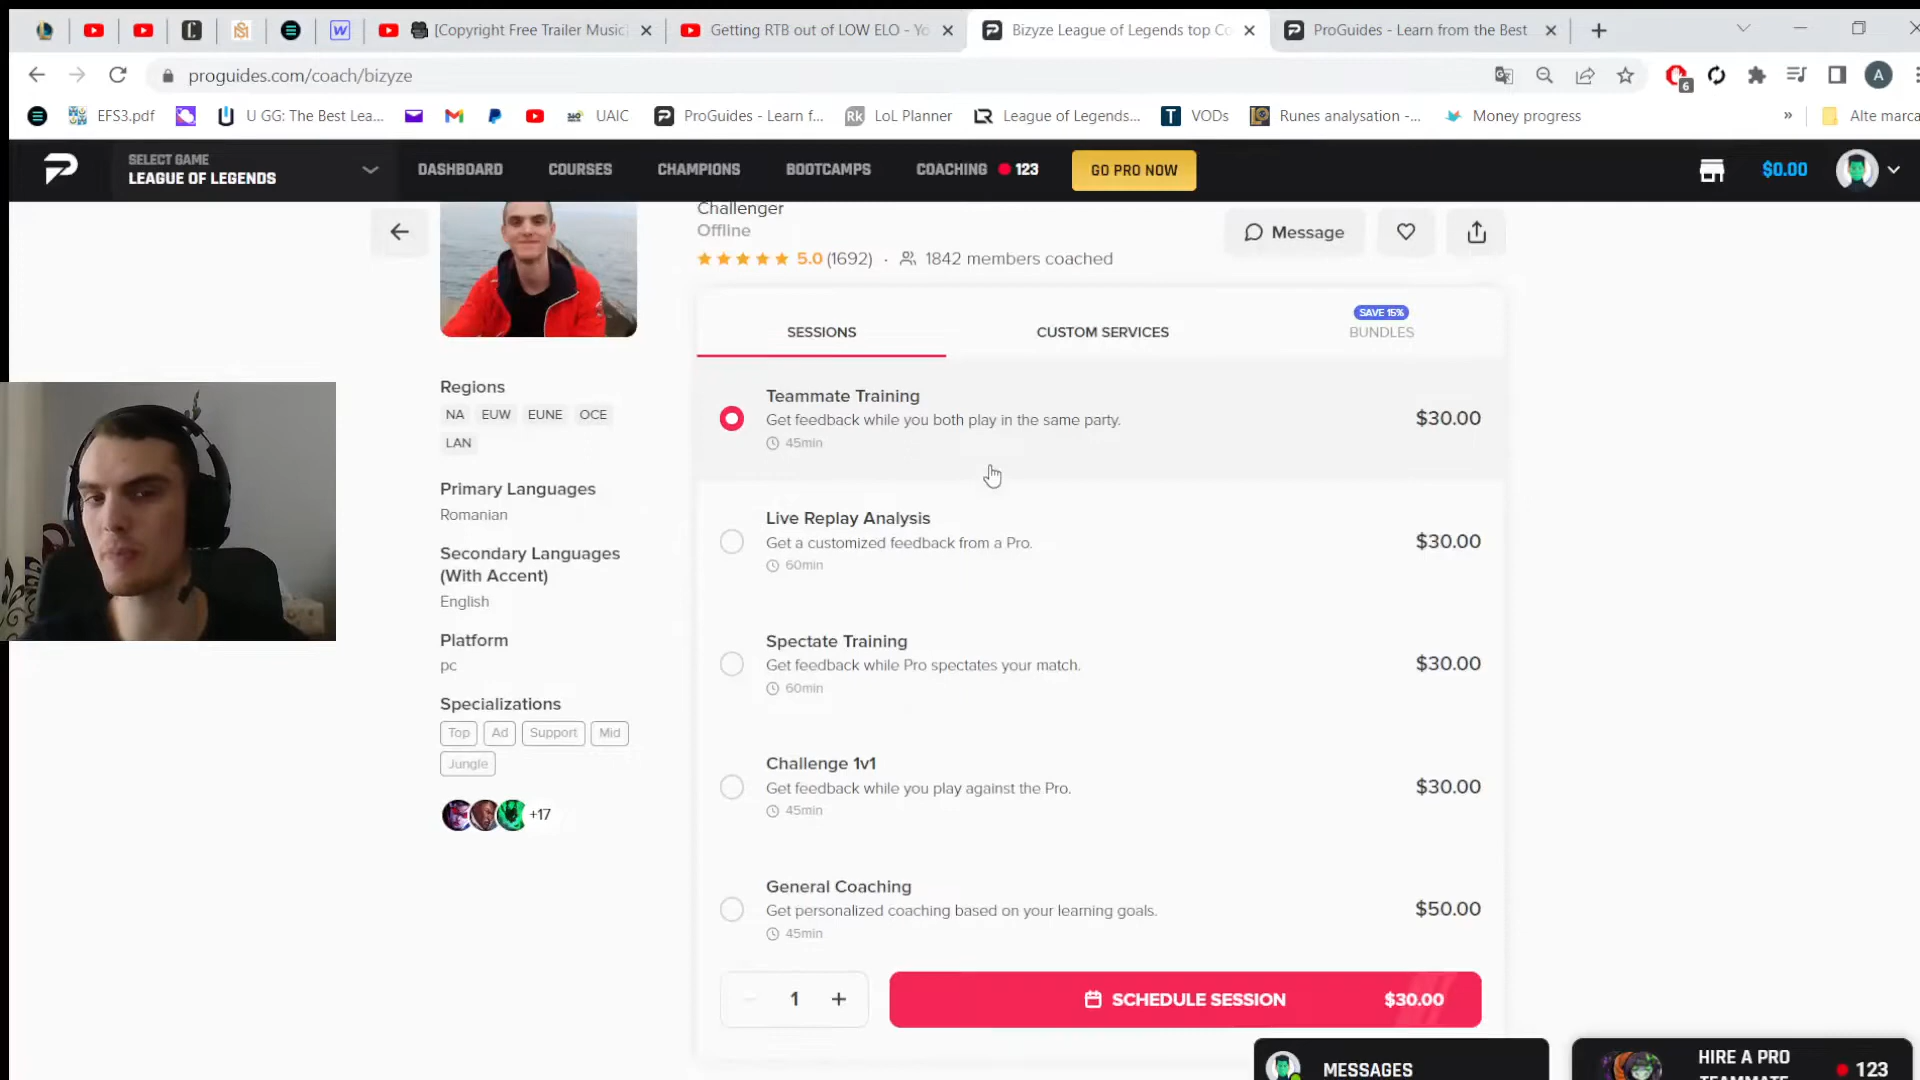 [Copyright Free Trailer Music
Getting RTB out of LOW ELO - Yo
Bizyze League of Legends top Co
ProGuides - Learn from the Best
proguides.com/coach/bizyze
6
A
EFS3.pdf
U GG: The Best Lea...
UAIC
ProGuides - Learn f...
LoL Planner
League of Legends...
VODs
Runes analysation -...
Money progress
»
Alte marca
SELECT GAME
LEAGUE OF LEGENDS
DASHBOARD
COURSES
CHAMPIONS
BOOTCAMPS
COACHING 123
GO PRO NOW
$0.00
Challenger
Offline
5.0 (1692) · 1842 members coached
Message
Regions
NA EUW EUNE OCE
LAN
Primary Languages
Romanian
Secondary Languages
(With Accent)
English
Platform
pc
Specializations
Top Ad Support Mid
Jungle
+17
SESSIONS
CUSTOM SERVICES
SAVE 15%
BUNDLES
Teammate Training
Get feedback while you both play in the same party.
45min
$30.00
Live Replay Analysis
Get a customized feedback from a Pro.
60min
$30.00
Spectate Training
Get feedback while Pro spectates your match.
60min
$30.00
Challenge 1v1
Get feedback while you play against the Pro.
45min
$30.00
General Coaching
Get personalized coaching based on your learning goals.
45min
$50.00
- 1 +
SCHEDULE SESSION $30.00
MESSAGES
HIRE A PRO
TEAMMATE
123